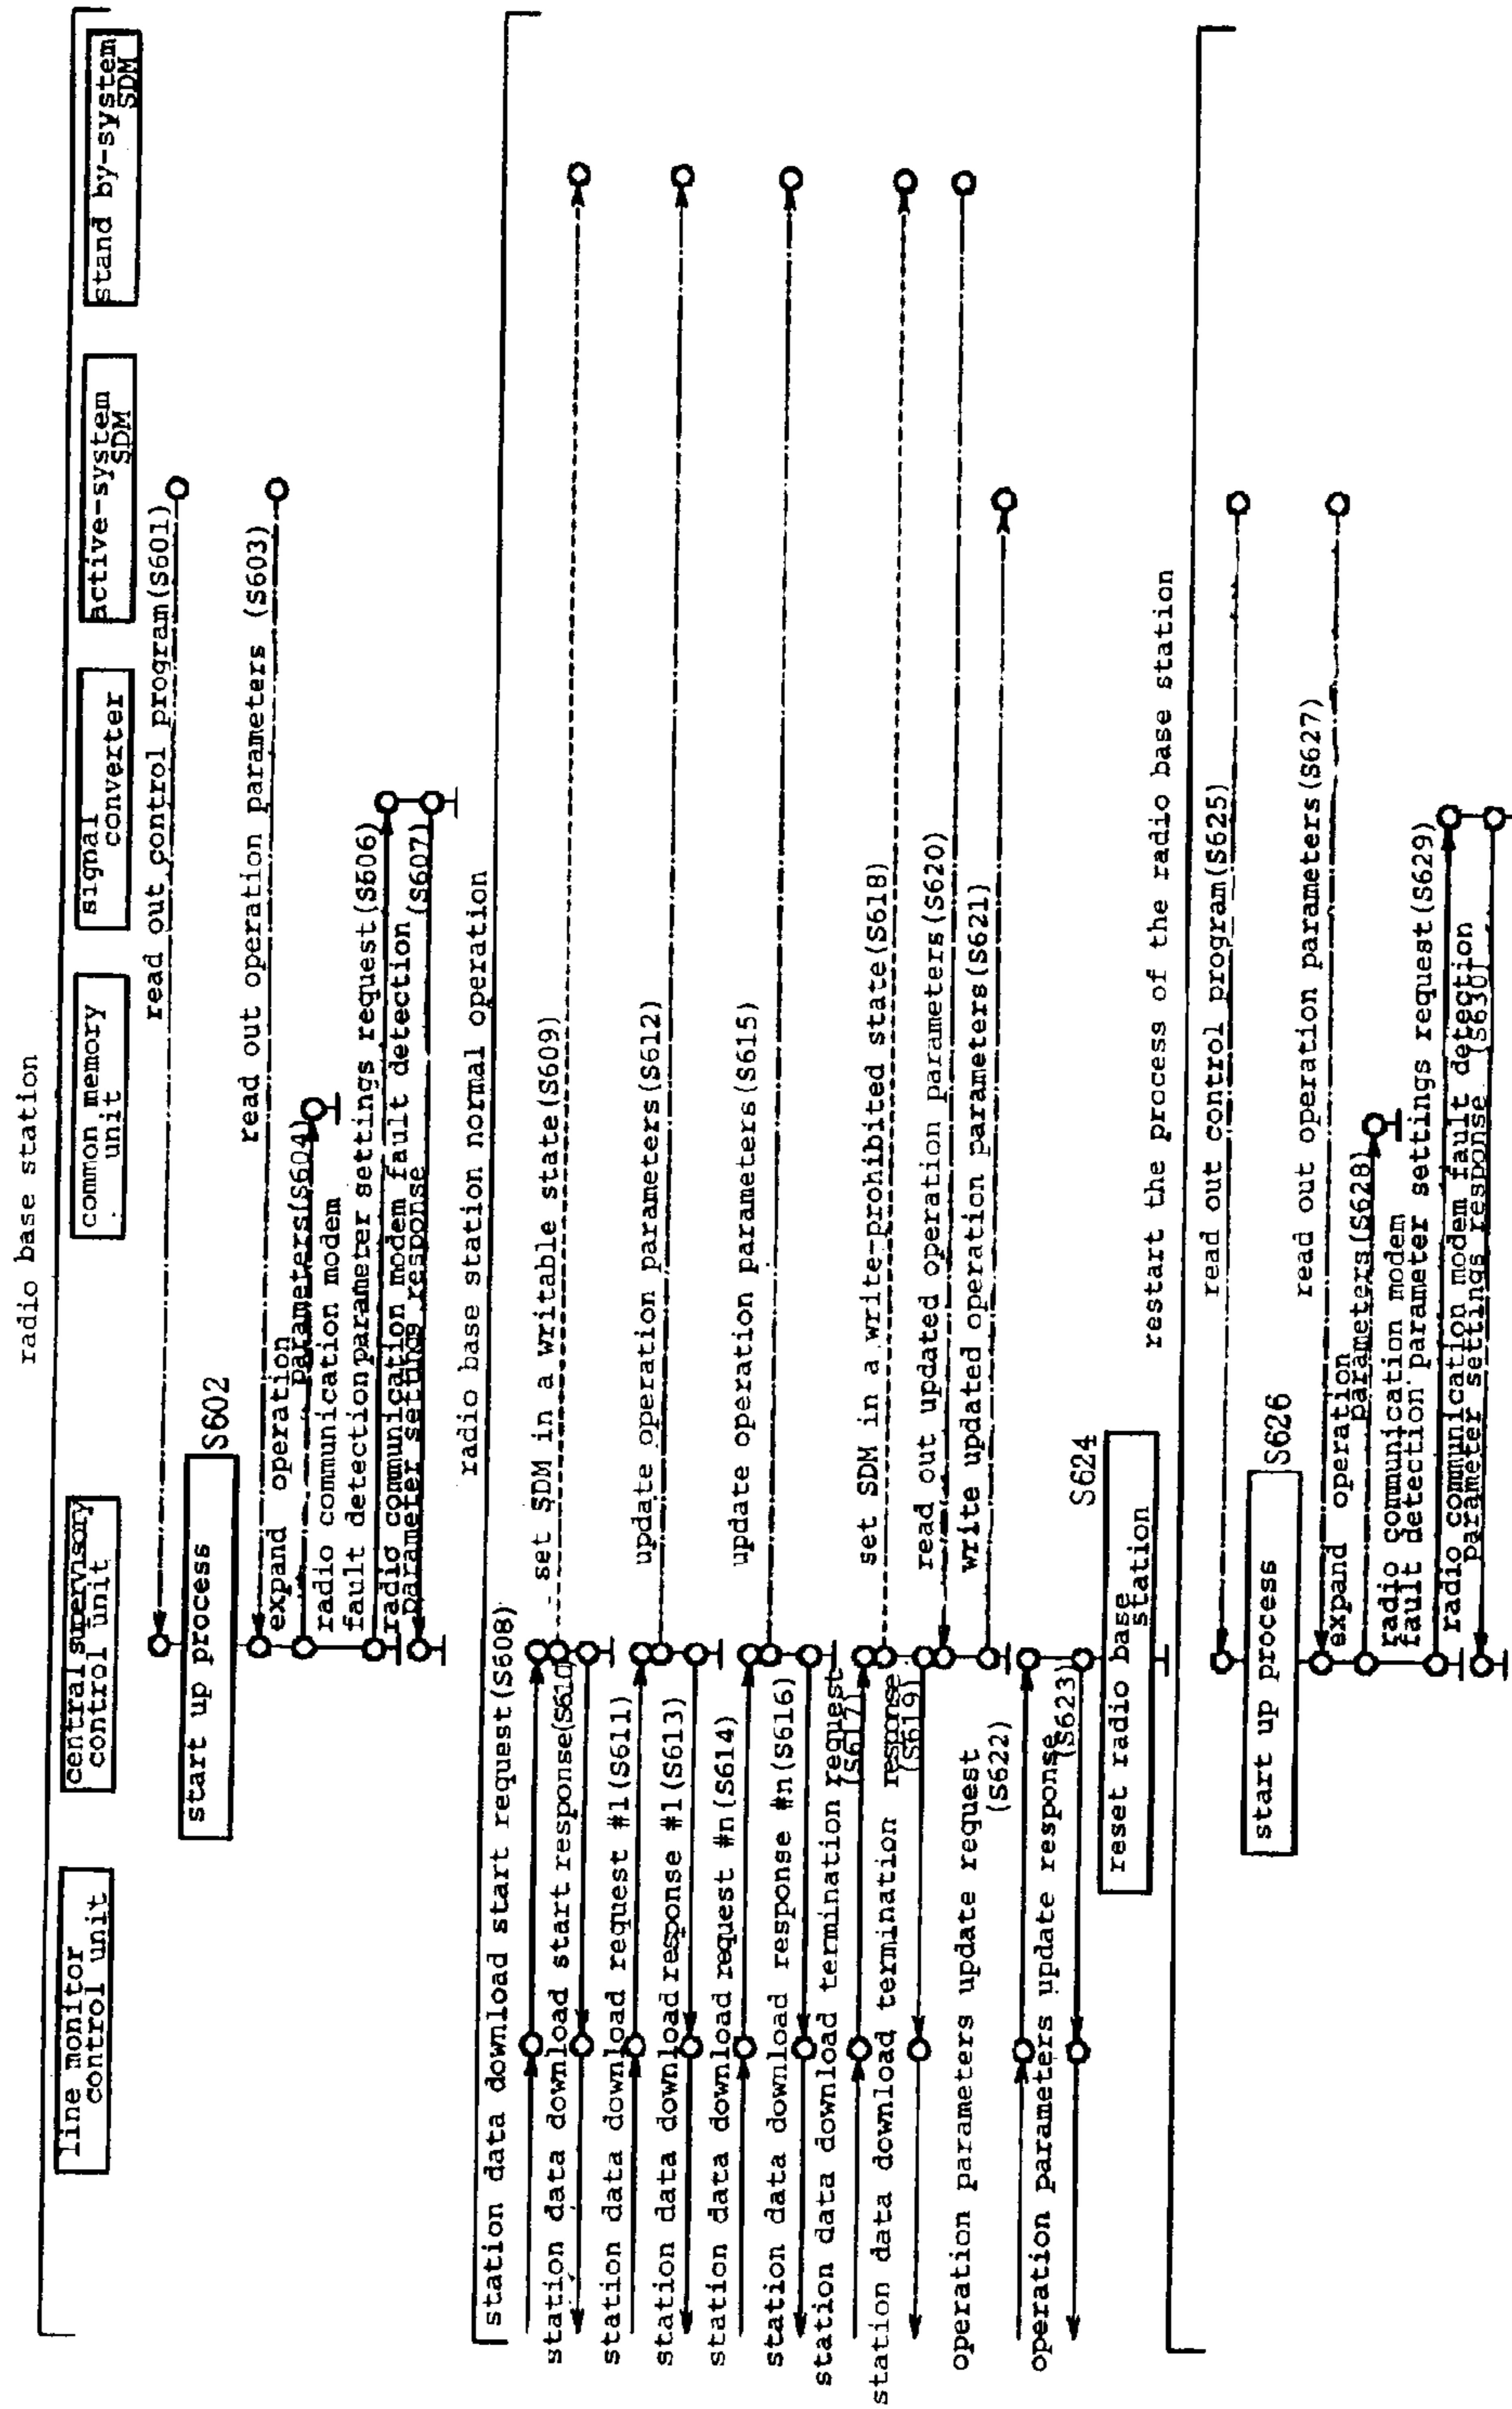 radio base station
line monitor
control unit
central supervisory
control unit
common memory
unit
signal
converter
active-system
SDM
stand by-system
SDM
read out control program(S601)
start up process
S602
read out operation parameters (S603)
expand operation
parameters(S604)
radio communication modem
fault detection parameter settings request(S606)
radio communication modem fault detection
parameter settings response (S607)
radio base station normal operation
station data download start request(S608)
set SDM in a writable state(S609)
station data download start response(S610)
station data download request #1(S611)
update operation parameters(S612)
station data download response #1(S613)
station data download request #n(S614)
update operation parameters(S615)
station data download response #n(S616)
station data download termination request
(S617)
set SDM in a write-prohibited state(S618)
station data download termination response
(S619)
read out updated operation parameters(S620)
write updated operation parameters(S621)
operation parameters update request
(S622)
operation parameters update response
(S623)
S624
reset radio base
station
restart the process of the radio base station
read out control program(S625)
start up process
S626
read out operation parameters(S627)
expand operation
parameters(S628)
radio communication modem
fault detection parameter settings request(S629)
radio communication modem fault detection
parameter settings response (S630)